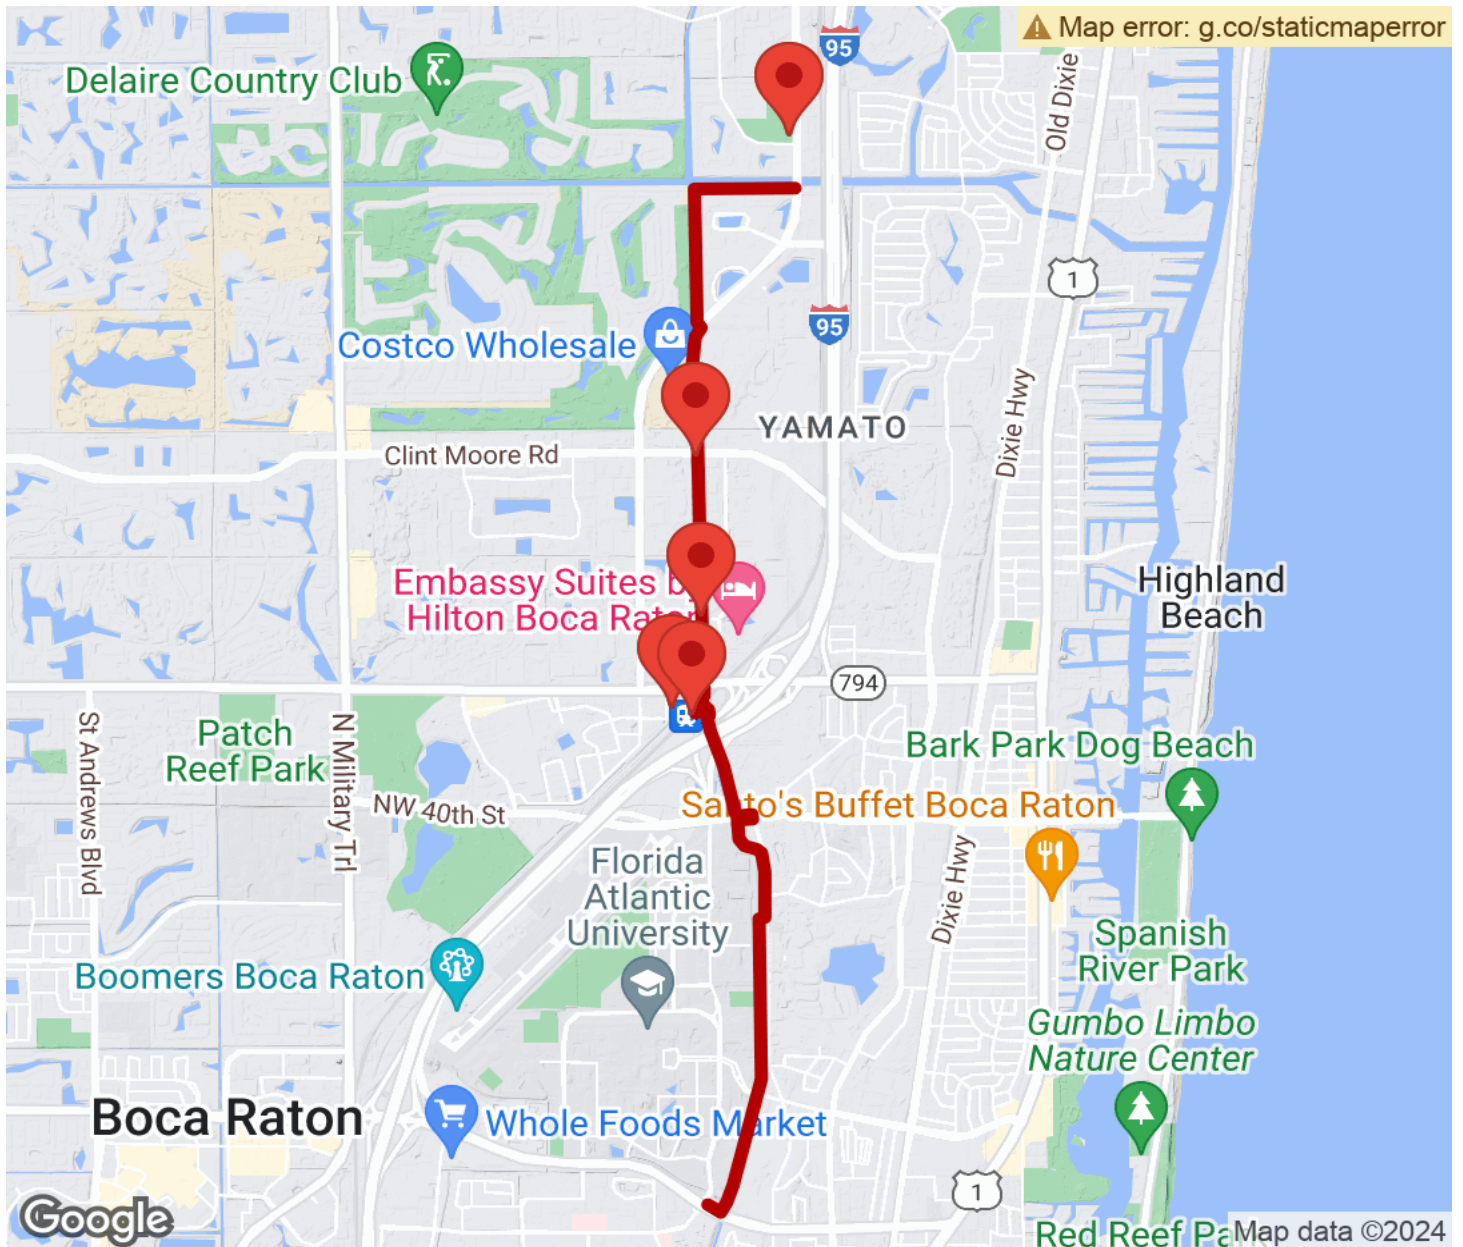 Map error: g.co/staticmaperror
95
Delaire Country Club
Old Dixie
1
95
Costco Wholesale
Dixie Hwy
YAMATO
Clint Moore Rd
Embassy Suites b
Hilton Boca Raton
Highland
Beach
794
St Andrews Blvd
N Military Trl
Patch
Reef Park
Bark Park Dog Beach
NW 40th St
Santo's Buffet Boca Raton
Florida
Atlantic
University
Dixie Hwy
Spanish
River Park
Boomers Boca Raton
Gumbo Limbo
Nature Center
Boca Raton
Whole Foods Market
1
Google
Red Reef Pa
Map data ©2024